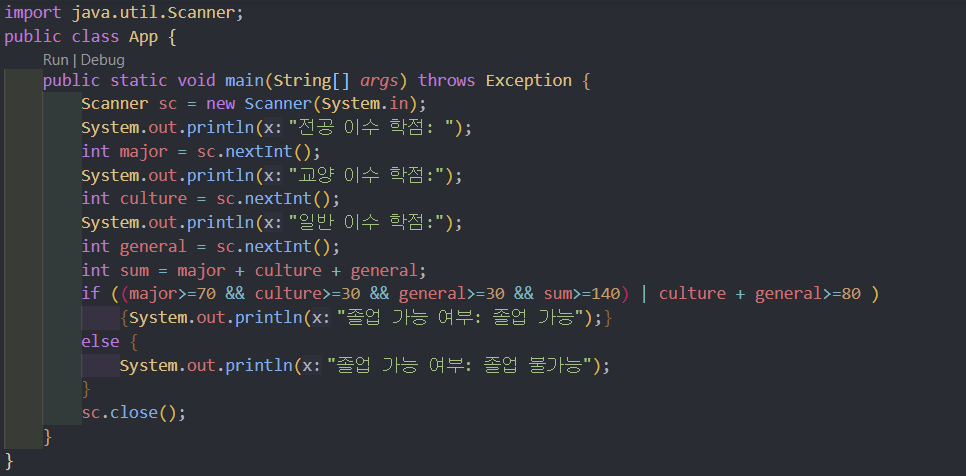 import java.util.Scanner;
public class App {
Run | Debug
public static void main(String[] args) throws Exception {
Scanner sc = new Scanner(System.in);
System.out.println(x:"전공 이수 학점: ");
int major = sc.nextInt();
System.out.println(x:"교양 이수 학점:");
int culture = sc.nextInt();
System.out.println(x:"일반 이수 학점:");
int general = sc.nextInt();
int sum = major + culture + general;
if ((major>=70 && culture>=30 && general>=30 && sum>=140) | culture + general>=80 )
{System.out.println(x:"졸업 가능 여부: 졸업 가능");}
else {
System.out.println(x:"졸업 가능 여부: 졸업 불가능");
}
sc.close();
}
}